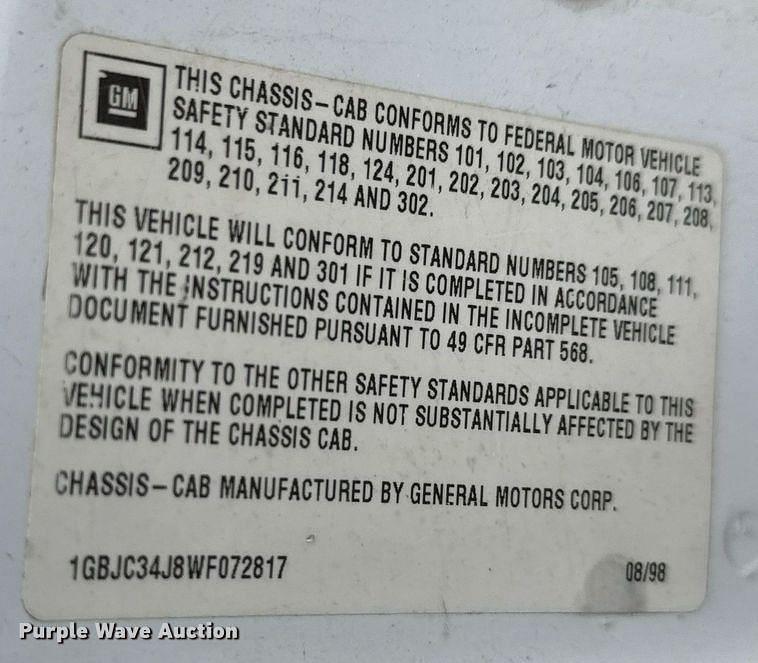 GM
THIS CHASSIS-CAB CONFORMS TO FEDERAL MOTOR VEHICLE
SAFETY STANDARD NUMBERS 101, 102, 103, 104, 106, 107, 113,
114, 115, 116, 118, 124, 201, 202, 203, 204, 205, 206, 207, 208,
209, 210, 211, 214 AND 302.
THIS VEHICLE WILL CONFORM TO STANDARD NUMBERS 105, 108, 111,
120, 121, 212, 219 AND 301 IF IT IS COMPLETED IN ACCORDANCE
WITH THE INSTRUCTIONS CONTAINED IN THE INCOMPLETE VEHICLE
DOCUMENT FURNISHED PURSUANT TO 49 CFR PART 568.
CONFORMITY TO THE OTHER SAFETY STANDARDS APPLICABLE TO THIS
VEHICLE WHEN COMPLETED IS NOT SUBSTANTIALLY AFFECTED BY THE
DESIGN OF THE CHASSIS CAB.
CHASSIS-CAB MANUFACTURED BY GENERAL MOTORS CORP.
1GBJC34J8WF072817 08/98
Purple Wave Auction